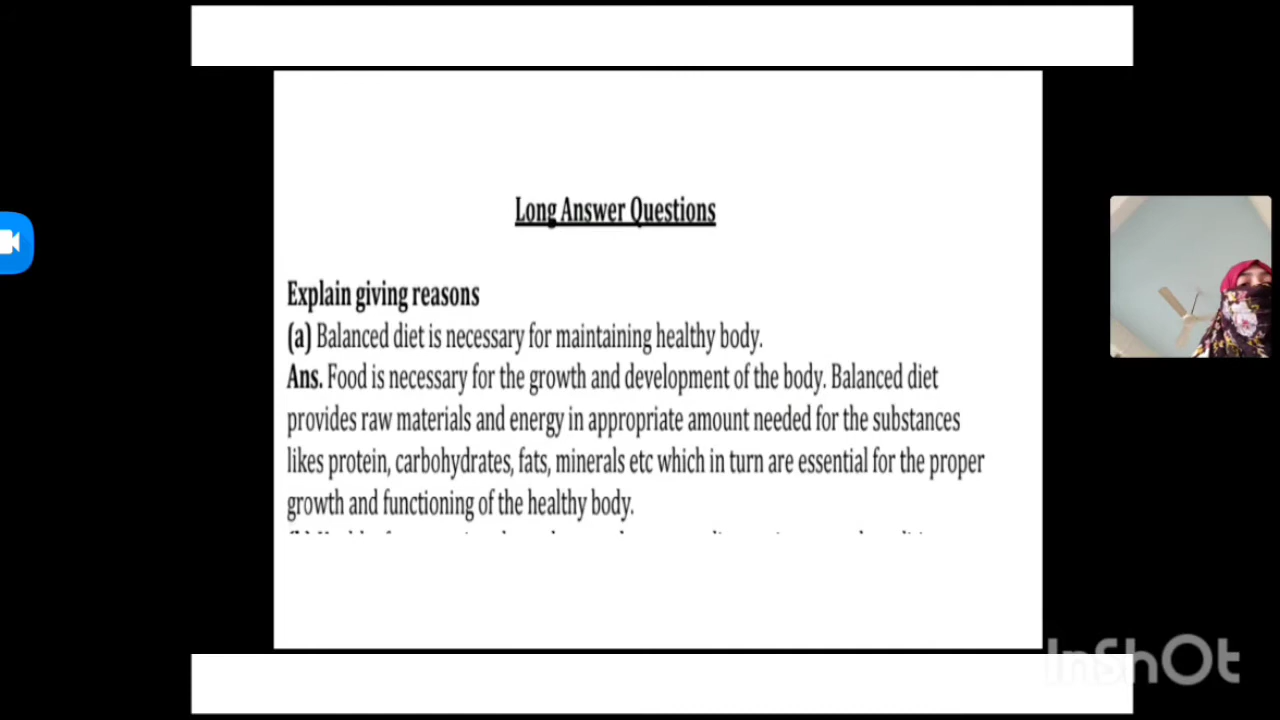 Long Answer Questions
Explain giving reasons
(a) Balanced diet is necessary for maintaining healthy body.
Ans. Food is necessary for the growth and development of the body. Balanced diet
provides raw materials and energy in appropriate amount needed for the substances
likes protein, carbohydrates, fats, minerals etc which in turn are essential for the proper
growth and functioning of the healthy body.
InShOt